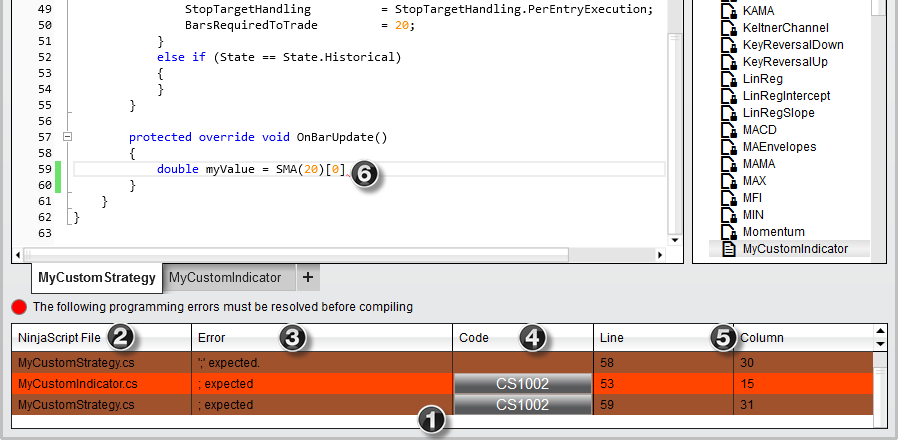 49 StopTargetHandling = StopTargetHandling.PerEntryExecution;
50 BarsRequiredToTrade = 20;
51 }
52 else if (State == State.Historical)
53 {
54 }
55 }
56
57 protected override void OnBarUpdate()
58 {
59 double myValue = SMA(20)[0] 6
60 }
61 }
62 }
63
KAMA
KeltnerChannel
KeyReversalDown
KeyReversalUp
LinReg
LinRegIntercept
LinRegSlope
MACD
MAEnvelopes
MAMA
MAX
MFI
MIN
Momentum
MyCustomIndicator
MyCustomStrategy MyCustomIndicator +
The following programming errors must be resolved before compiling
NinjaScript File 2 Error 3 Code 4 Line 5 Column
MyCustomStrategy.cs ';' expected. 58 30
MyCustomIndicator.cs ; expected CS1002 53 15
MyCustomStrategy.cs ; expected CS1002 59 31
1